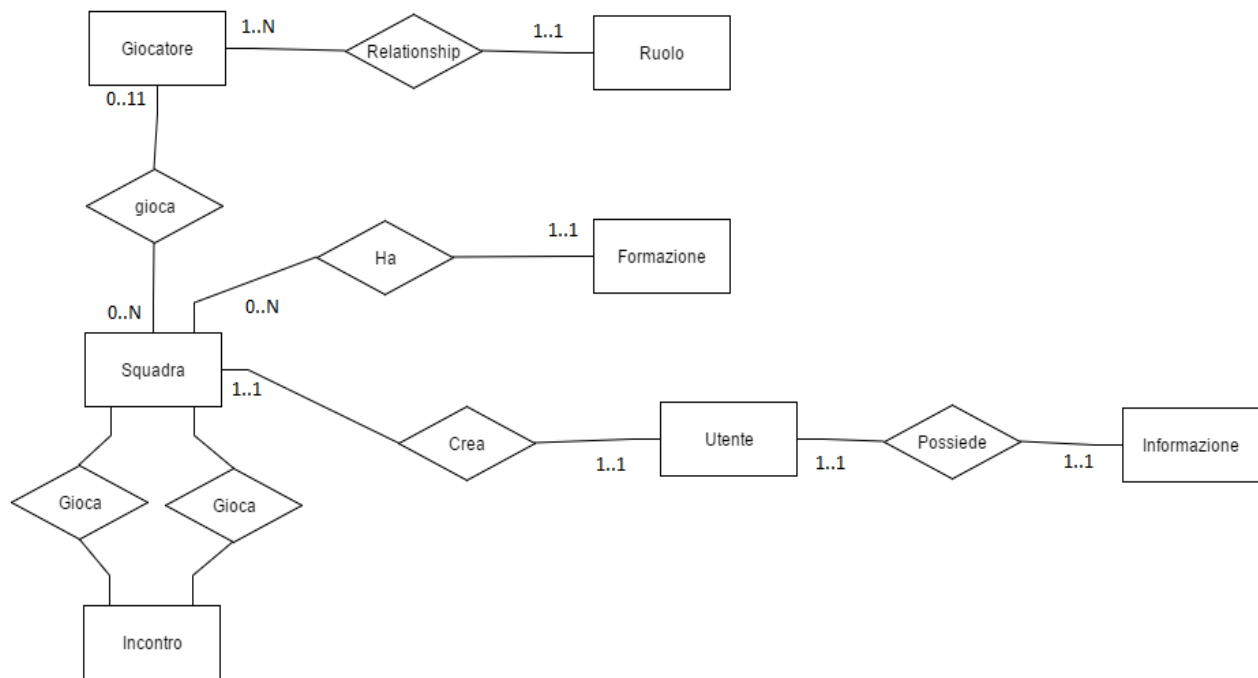 Giocatore
1..N
Relationship
1..1
Ruolo
0..11
gioca
0..N
Ha
1..1
Formazione
0..N
Squadra
1..1
Crea
1..1
Utente
1..1
Possiede
1..1
Informazione
Gioca
Gioca
Incontro